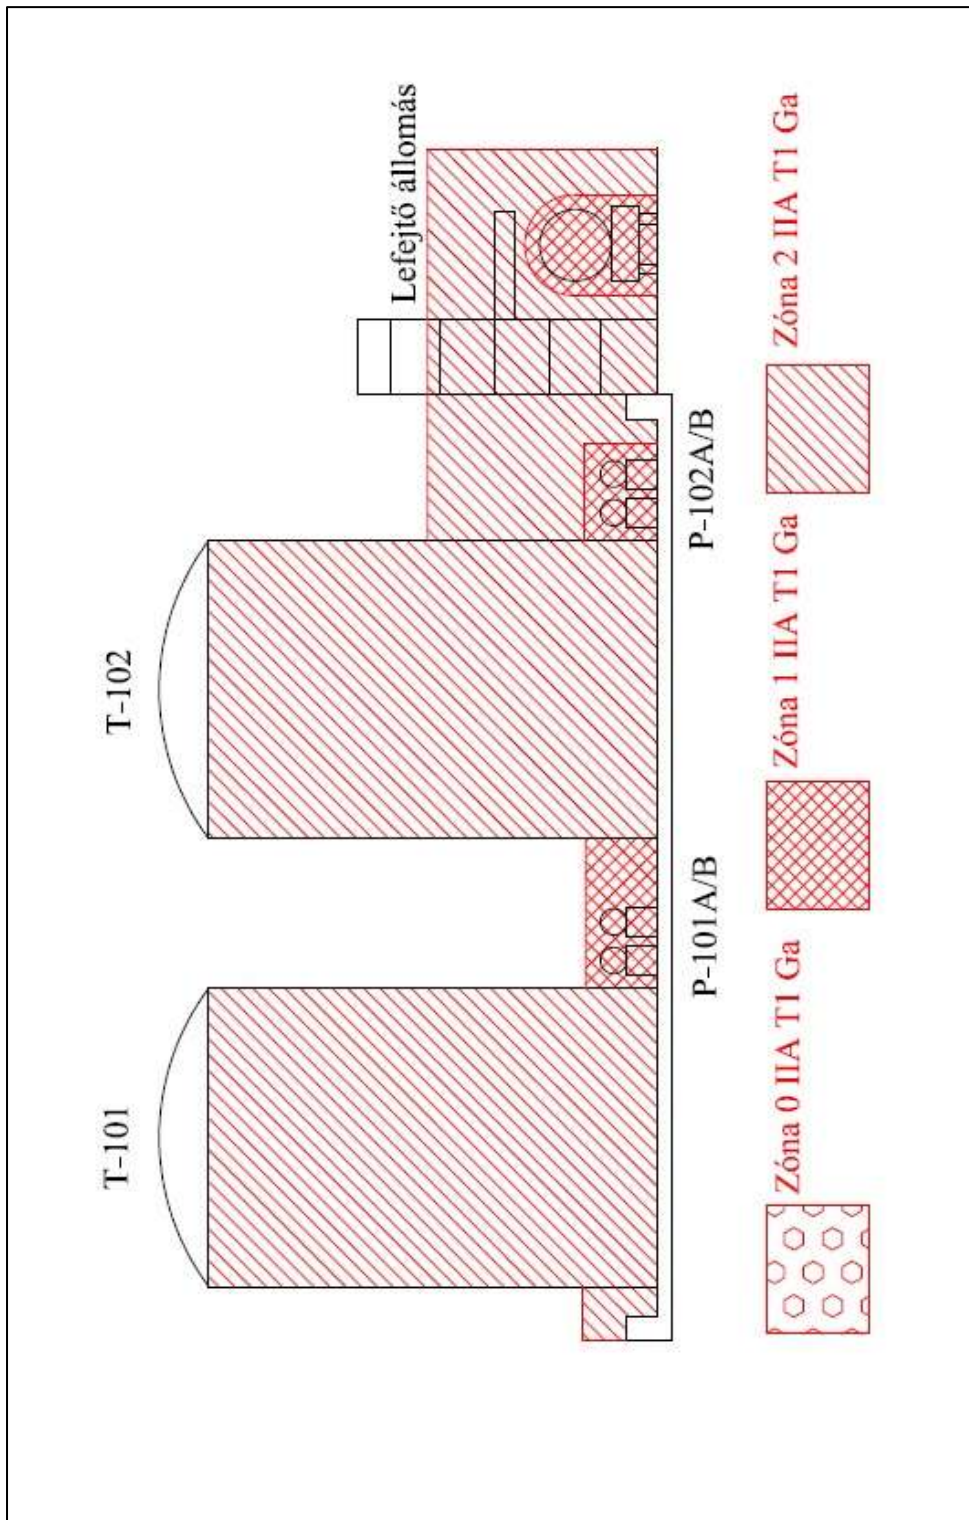 T-101
T-102
Lefejtő állomás
P-101A/B
P-102A/B
Zóna 0 IIA T1 Ga
Zóna 1 IIA T1 Ga
Zóna 2 IIA T1 Ga